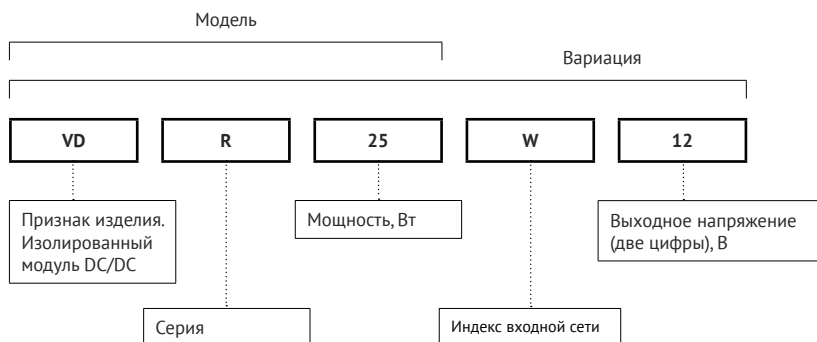 Модель
Вариация
VD
R
25
W
12
Признак изделия.
Изолированный
модуль DC/DC
Мощность, Вт
Выходное напряжение
(две цифры), В
Серия
Индекс входной сети